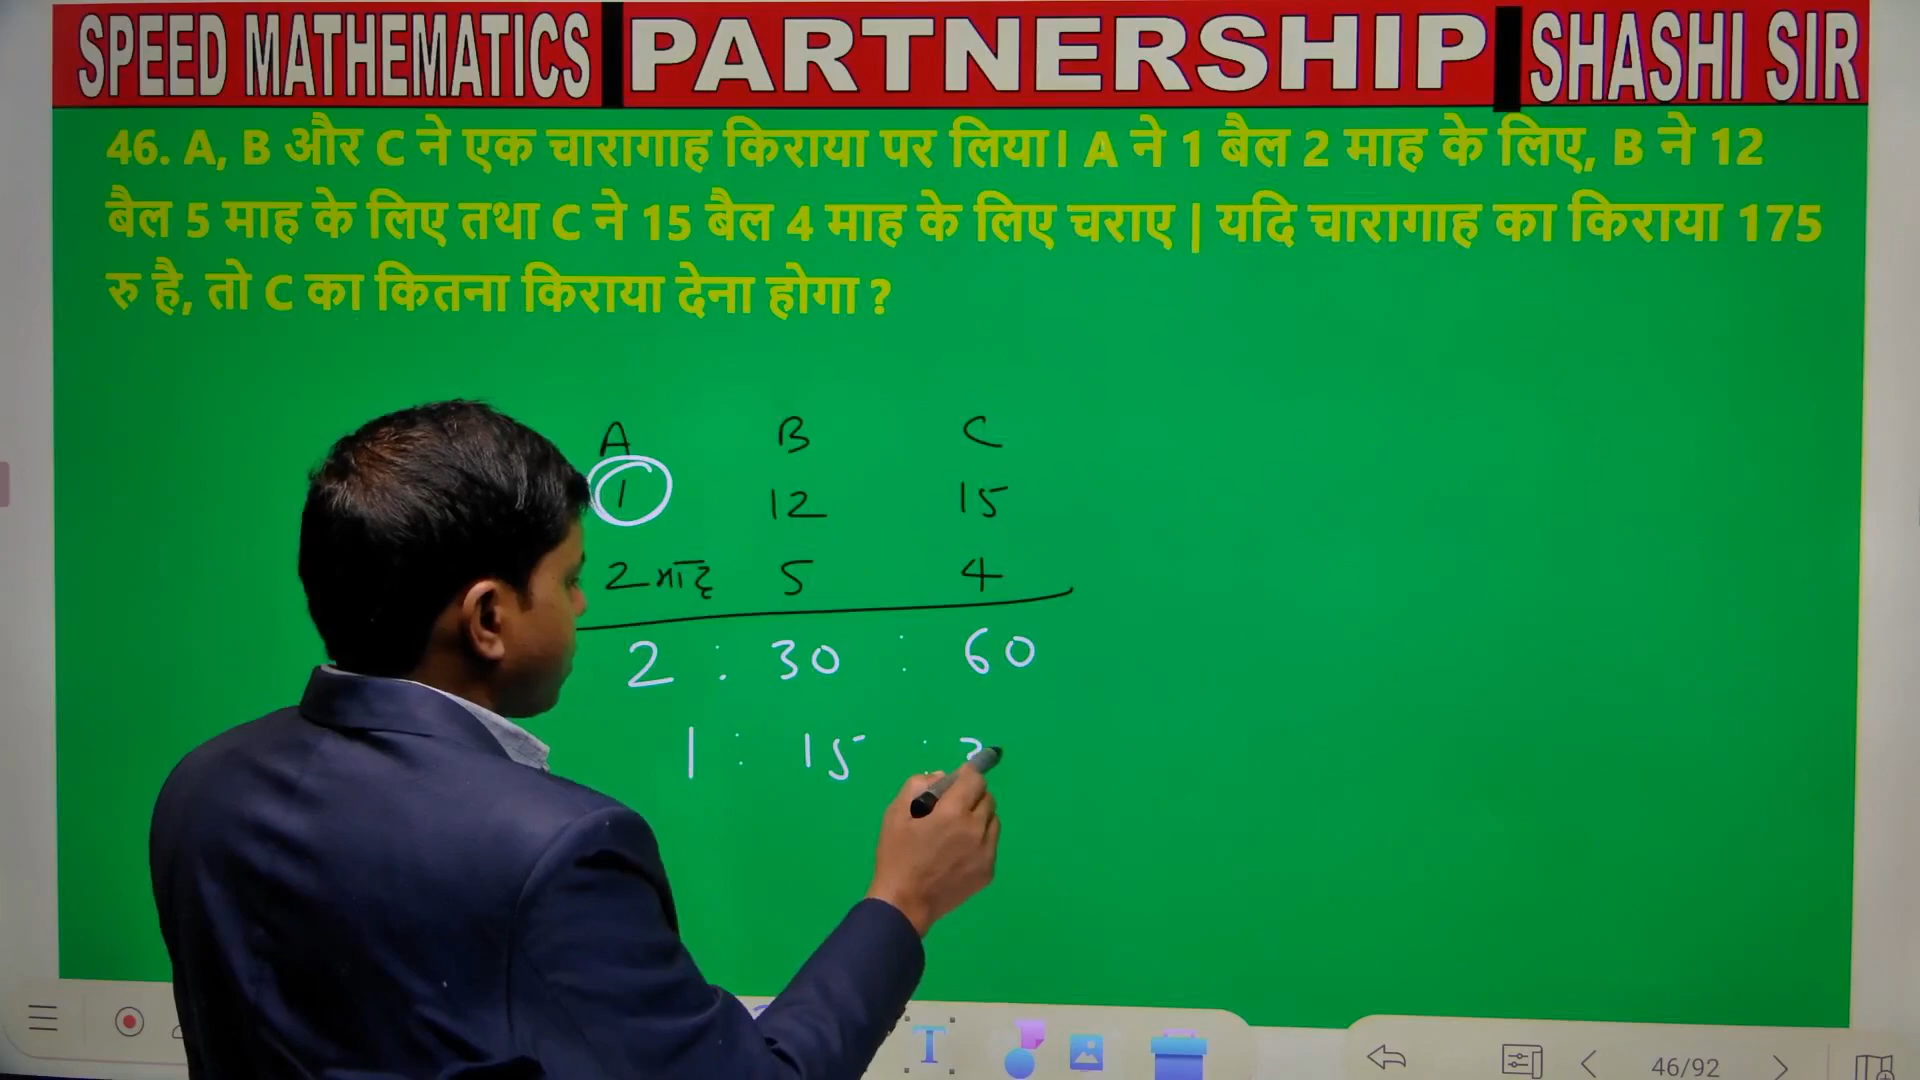 SPEED MATHEMATICS PARTNERSHIP SHASHI SIR
46. A, B और C ने एक चारागाह किराया पर लिया। A ने 1 बैल 2 माह के लिए, B ने 12
बैल 5 माह के लिए तथा C ने 15 बैल 4 माह के लिए चराए | यदि चारागाह का किराया 175
रु है, तो C का कितना किराया देना होगा ?
A B C
1 12 15
2 माह 5 4
2 : 30 : 60
1 : 15 :
T 46/92